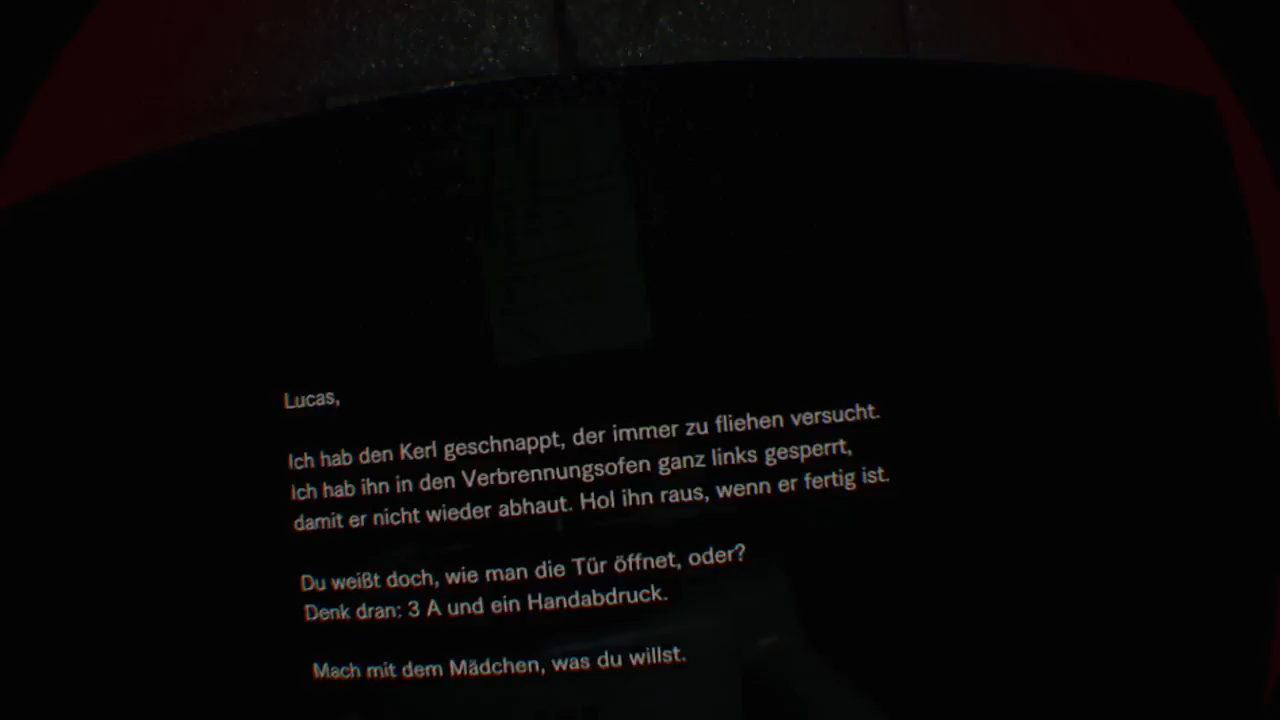 Lucas,
Ich hab den Kerl geschnappt, der immer zu fliehen versucht.
Ich hab ihn in den Verbrennungsofen ganz links gesperrt,
damit er nicht wieder abhaut. Hol ihn raus, wenn er fertig ist.
Du weißt doch, wie man die Tür öffnet, oder?
Denk dran: 3 A und ein Handabdruck.
Mach mit dem Mädchen, was du willst.